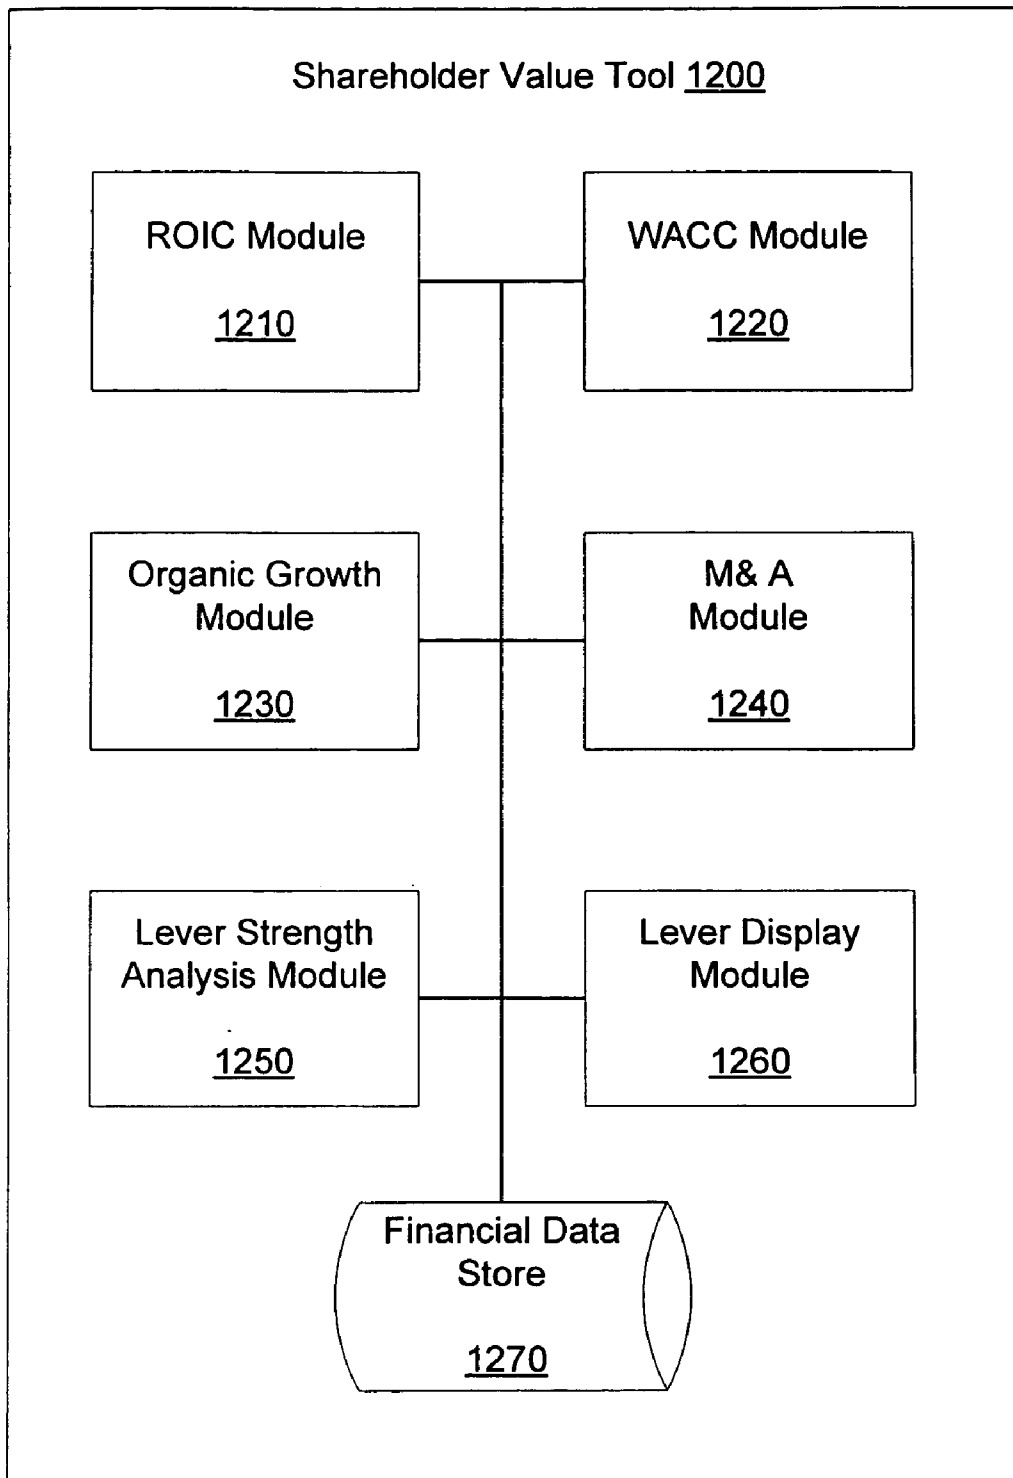 Shareholder Value Tool 1200
ROIC Module
1210
WACC Module
1220
Organic Growth
Module
1230
M& A
Module
1240
Lever Strength
Analysis Module
1250
Lever Display
Module
1260
Financial Data
Store
1270